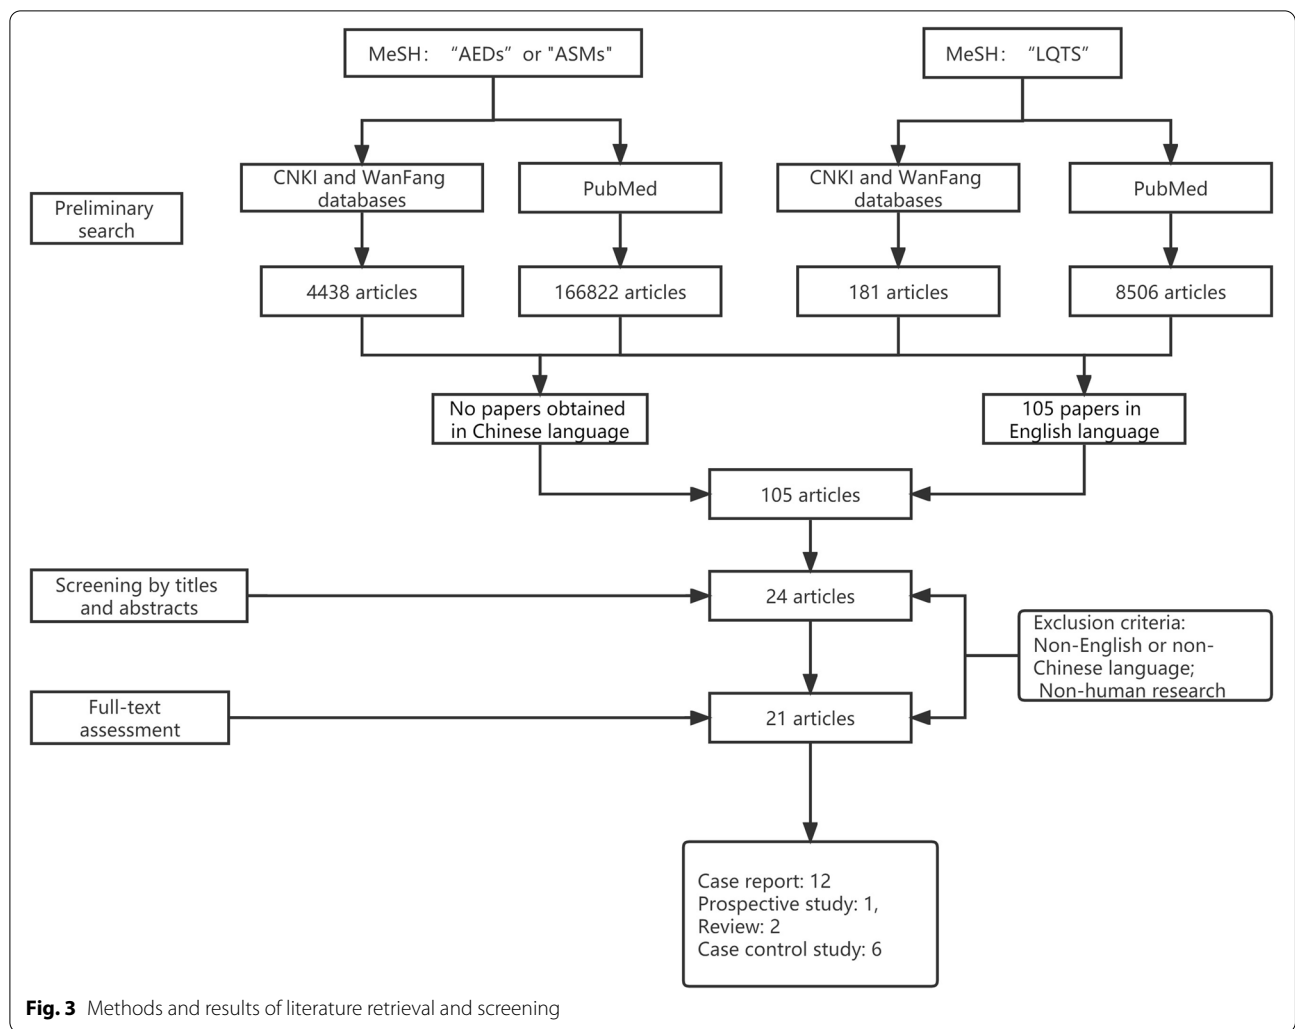 MeSH： “AEDs” or "ASMs"
MeSH： “LQTS”
CNKI and WanFang
databases
PubMed
CNKI and WanFang
databases
PubMed
Preliminary
search
4438 articles
166822 articles
181 articles
8506 articles
No papers obtained
in Chinese language
105 papers in
English language
105 articles
Screening by titles
and abstracts
24 articles
Exclusion criteria:
Non-English or non-
Chinese language;
Non-human research
Full-text
assessment
21 articles
Case report: 12
Prospective study: 1,
Review: 2
Case control study: 6
Fig. 3 Methods and results of literature retrieval and screening